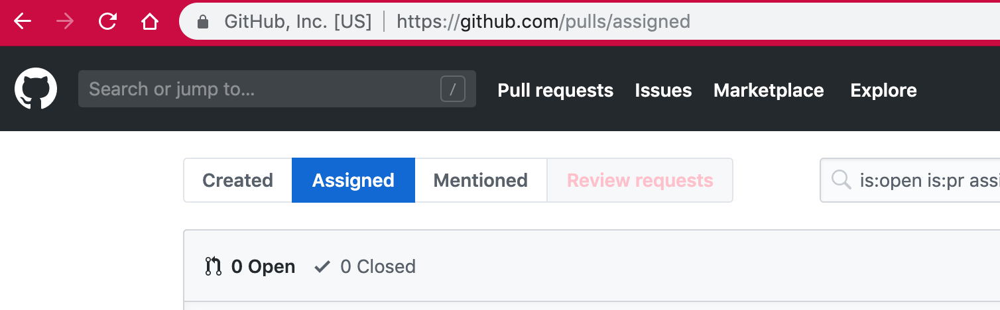 GitHub, Inc. [US] https://github.com/pulls/assigned
Search or jump to... / Pull requests Issues Marketplace Explore
Created Assigned Mentioned Review requests is:open is:pr assi
0 Open 0 Closed